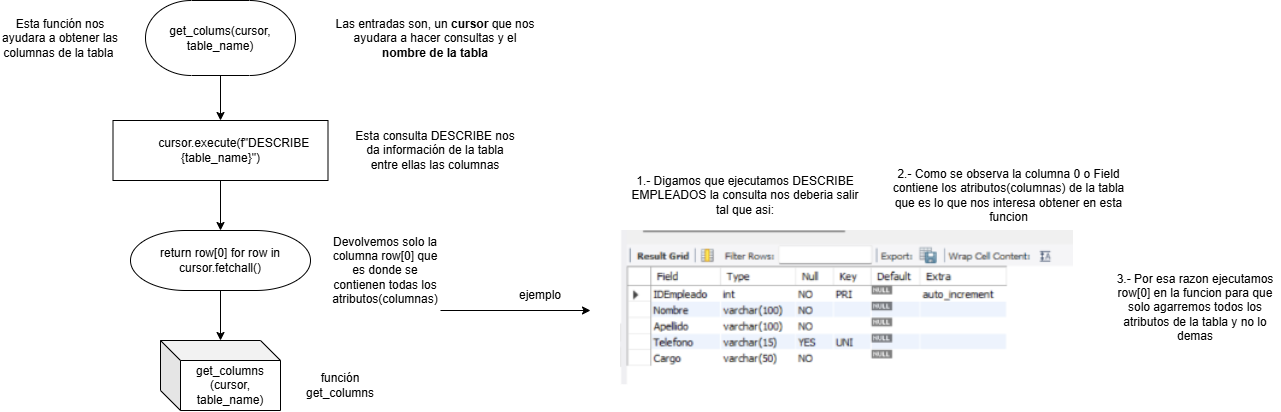 Esta función nos
ayudara a obtener las
columnas de la tabla
get_colums(cursor,
table_name)
Las entradas son, un cursor que nos
ayudara a hacer consultas y el
nombre de la tabla
cursor.execute(f"DESCRIBE
{table_name}")
Esta consulta DESCRIBE nos
da información de la tabla
entre ellas las columnas
return row[0] for row in
cursor.fetchall()
Devolvemos solo la
columna row[0] que
es donde se
contienen todas los
atributos(columnas)
ejemplo
get_columns
(cursor,
table_name)
función
get_columns
1.- Digamos que ejecutamos DESCRIBE
EMPLEADOS la consulta nos deberia salir
tal que asi:
2.- Como se observa la columna 0 o Field
contiene los atributos(columnas) de la tabla
que es lo que nos interesa obtener en esta
funcion
Result Grid Filter Rows: Export: Wrap Cell Content:
Field Type Null Key Default Extra
IDEmpleado int NO PRI NULL auto_increment
Nombre varchar(100) NO NULL
Apellido varchar(100) NO NULL
Telefono varchar(15) YES UNI NULL
Cargo varchar(50) NO NULL
3.- Por esa razon ejecutamos
row[0] en la funcion para que
solo agarremos todos los
atributos de la tabla y no lo
demas